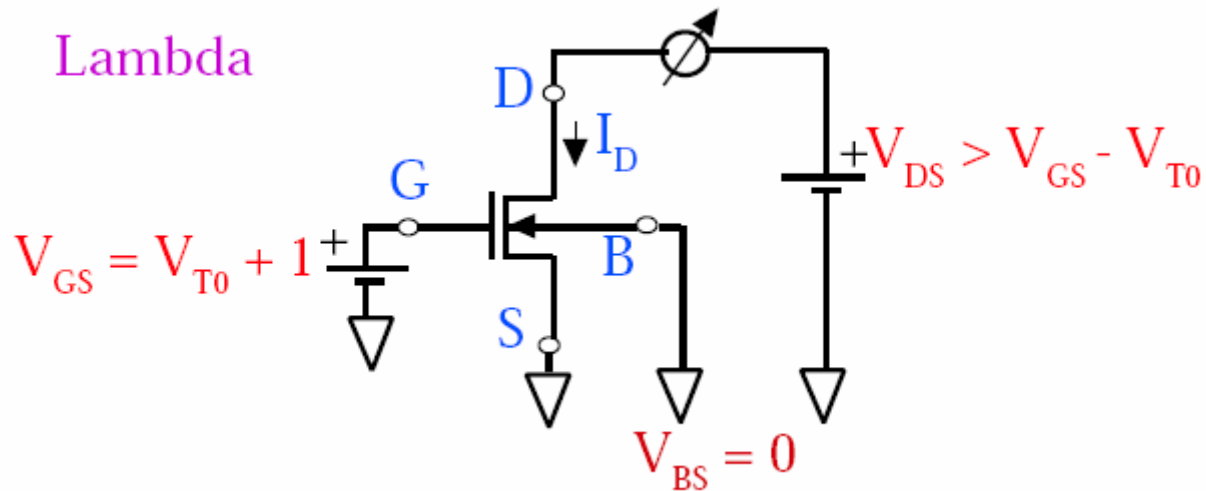 Lambda
D
I_D
+
V_DS > V_GS - V_T0
G
+
V_GS = V_T0 + 1
B
S
V_BS = 0